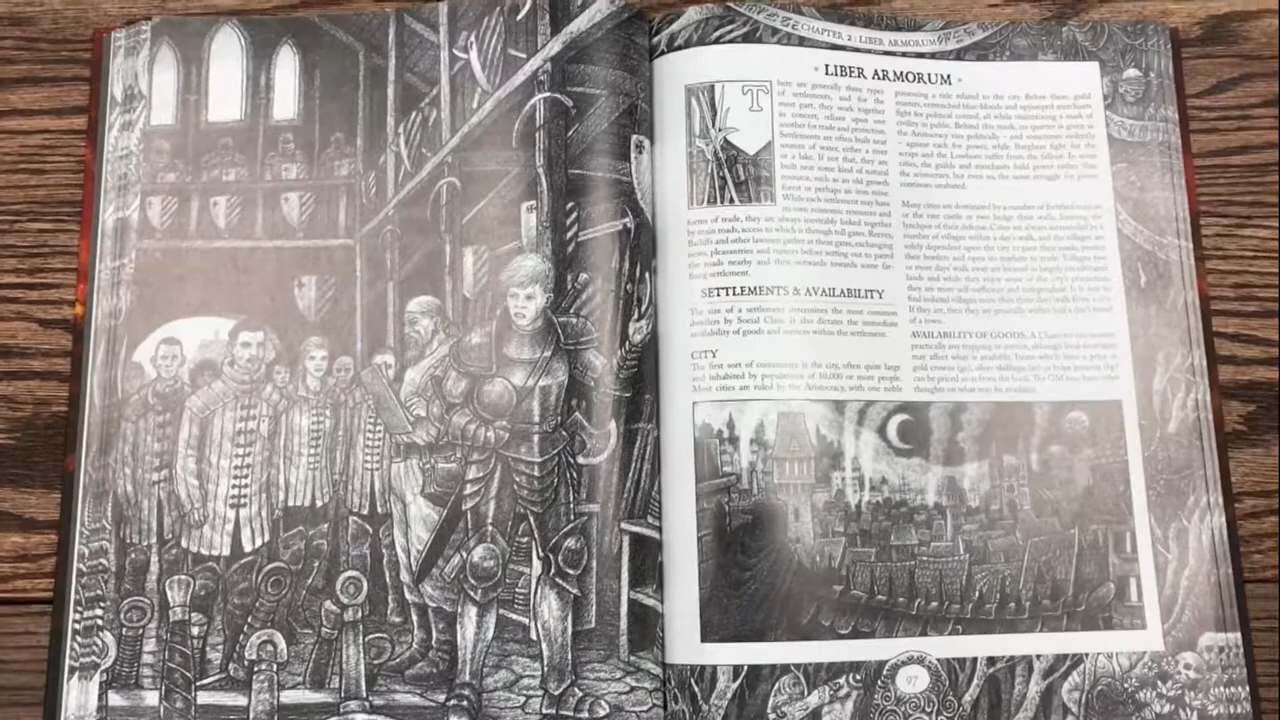 CHAPTER 2 : LIBER ARMORUM
LIBER ARMORUM
There are generally three types
of settlements, and for the
most part, they work together
in concert, reliant upon one
another for trade and protection.
Settlements are often built near
sources of water, either a river
or a lake. If not that, they are
built near some kind of natural
resource, such as an old growth
forest or perhaps an iron mine.
While each settlement may have
its own economic resources and
forms of trade, they are always inevitably linked together
by main roads, access to which is through toll gates. Reeves,
Bailiffs and other lawmen gather at these gates, exchanging
news, pleasantries and rumors before setting out to patrol
the roads nearby and then outwards towards some far-
flung settlement.
SETTLEMENTS & AVAILABILITY
The size of a settlement determines the most common
dwellers by Social Class. It also dictates the immediate
availability of goods and services within the settlement.
CITY
The first sort of community is the city, often quite large
and inhabited by populations of 10,000 or more people.
Most cities are ruled by the Aristocracy, with one noble
possessing a title related to the city. Below them, guild
masters, entrenched blue-bloods and upjumped merchants
fight for political control, all while maintaining a mask of
civility in public. Behind this mask, no quarter is given as
the Aristocracy vies politically – and sometimes violently
– against each for power, while Burghers fight for the
scraps and the Lowborn suffer from the fallout. In some
cities, the guilds and merchants hold power rather than
the aristocracy, but even so, the same struggle for power
continues unabated.
Many cities are dominated by a number of fortified
or the rare castle or two hedge their walls, forming the
lynchpin of their defense. Cities are always surrounded by a
number of villages within a day's walk, and the villages are
solely dependent upon the city to
their borders and open its markets to trade. Villages two
or more days' walk away are located
lands and while they enjoy some of the city's
they are more self-sufficient and independent. It is rare to
find isolated villages more than three days' walk from a city.
If they are, then they are generally within half a day's travel
of a town.
AVAILABILITY OF GOODS: A Character can
practically any trapping
may affect what is available. Items which have a price in
gold crowns (gc), silver shillings (ss) or brass pennies (bp)
can be priced as-is from the book. The GM may have other
thoughts on what may be available.
97